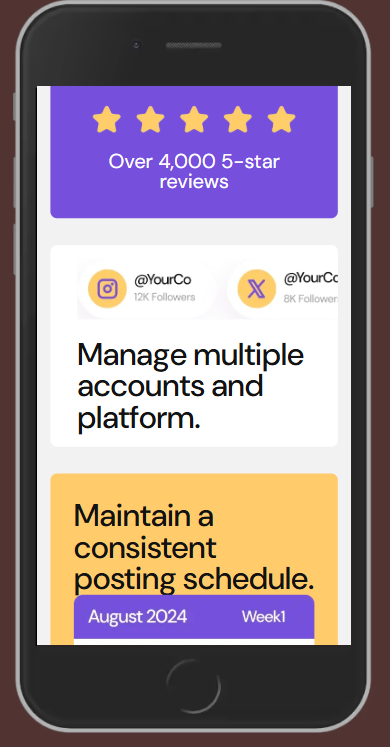 Over 4,000 5-star
reviews
@YourCo
12K Followers
@YourCo
8K Follower
Manage multiple
accounts and
platform.
Maintain a
consistent
posting schedule.
August 2024 Week1